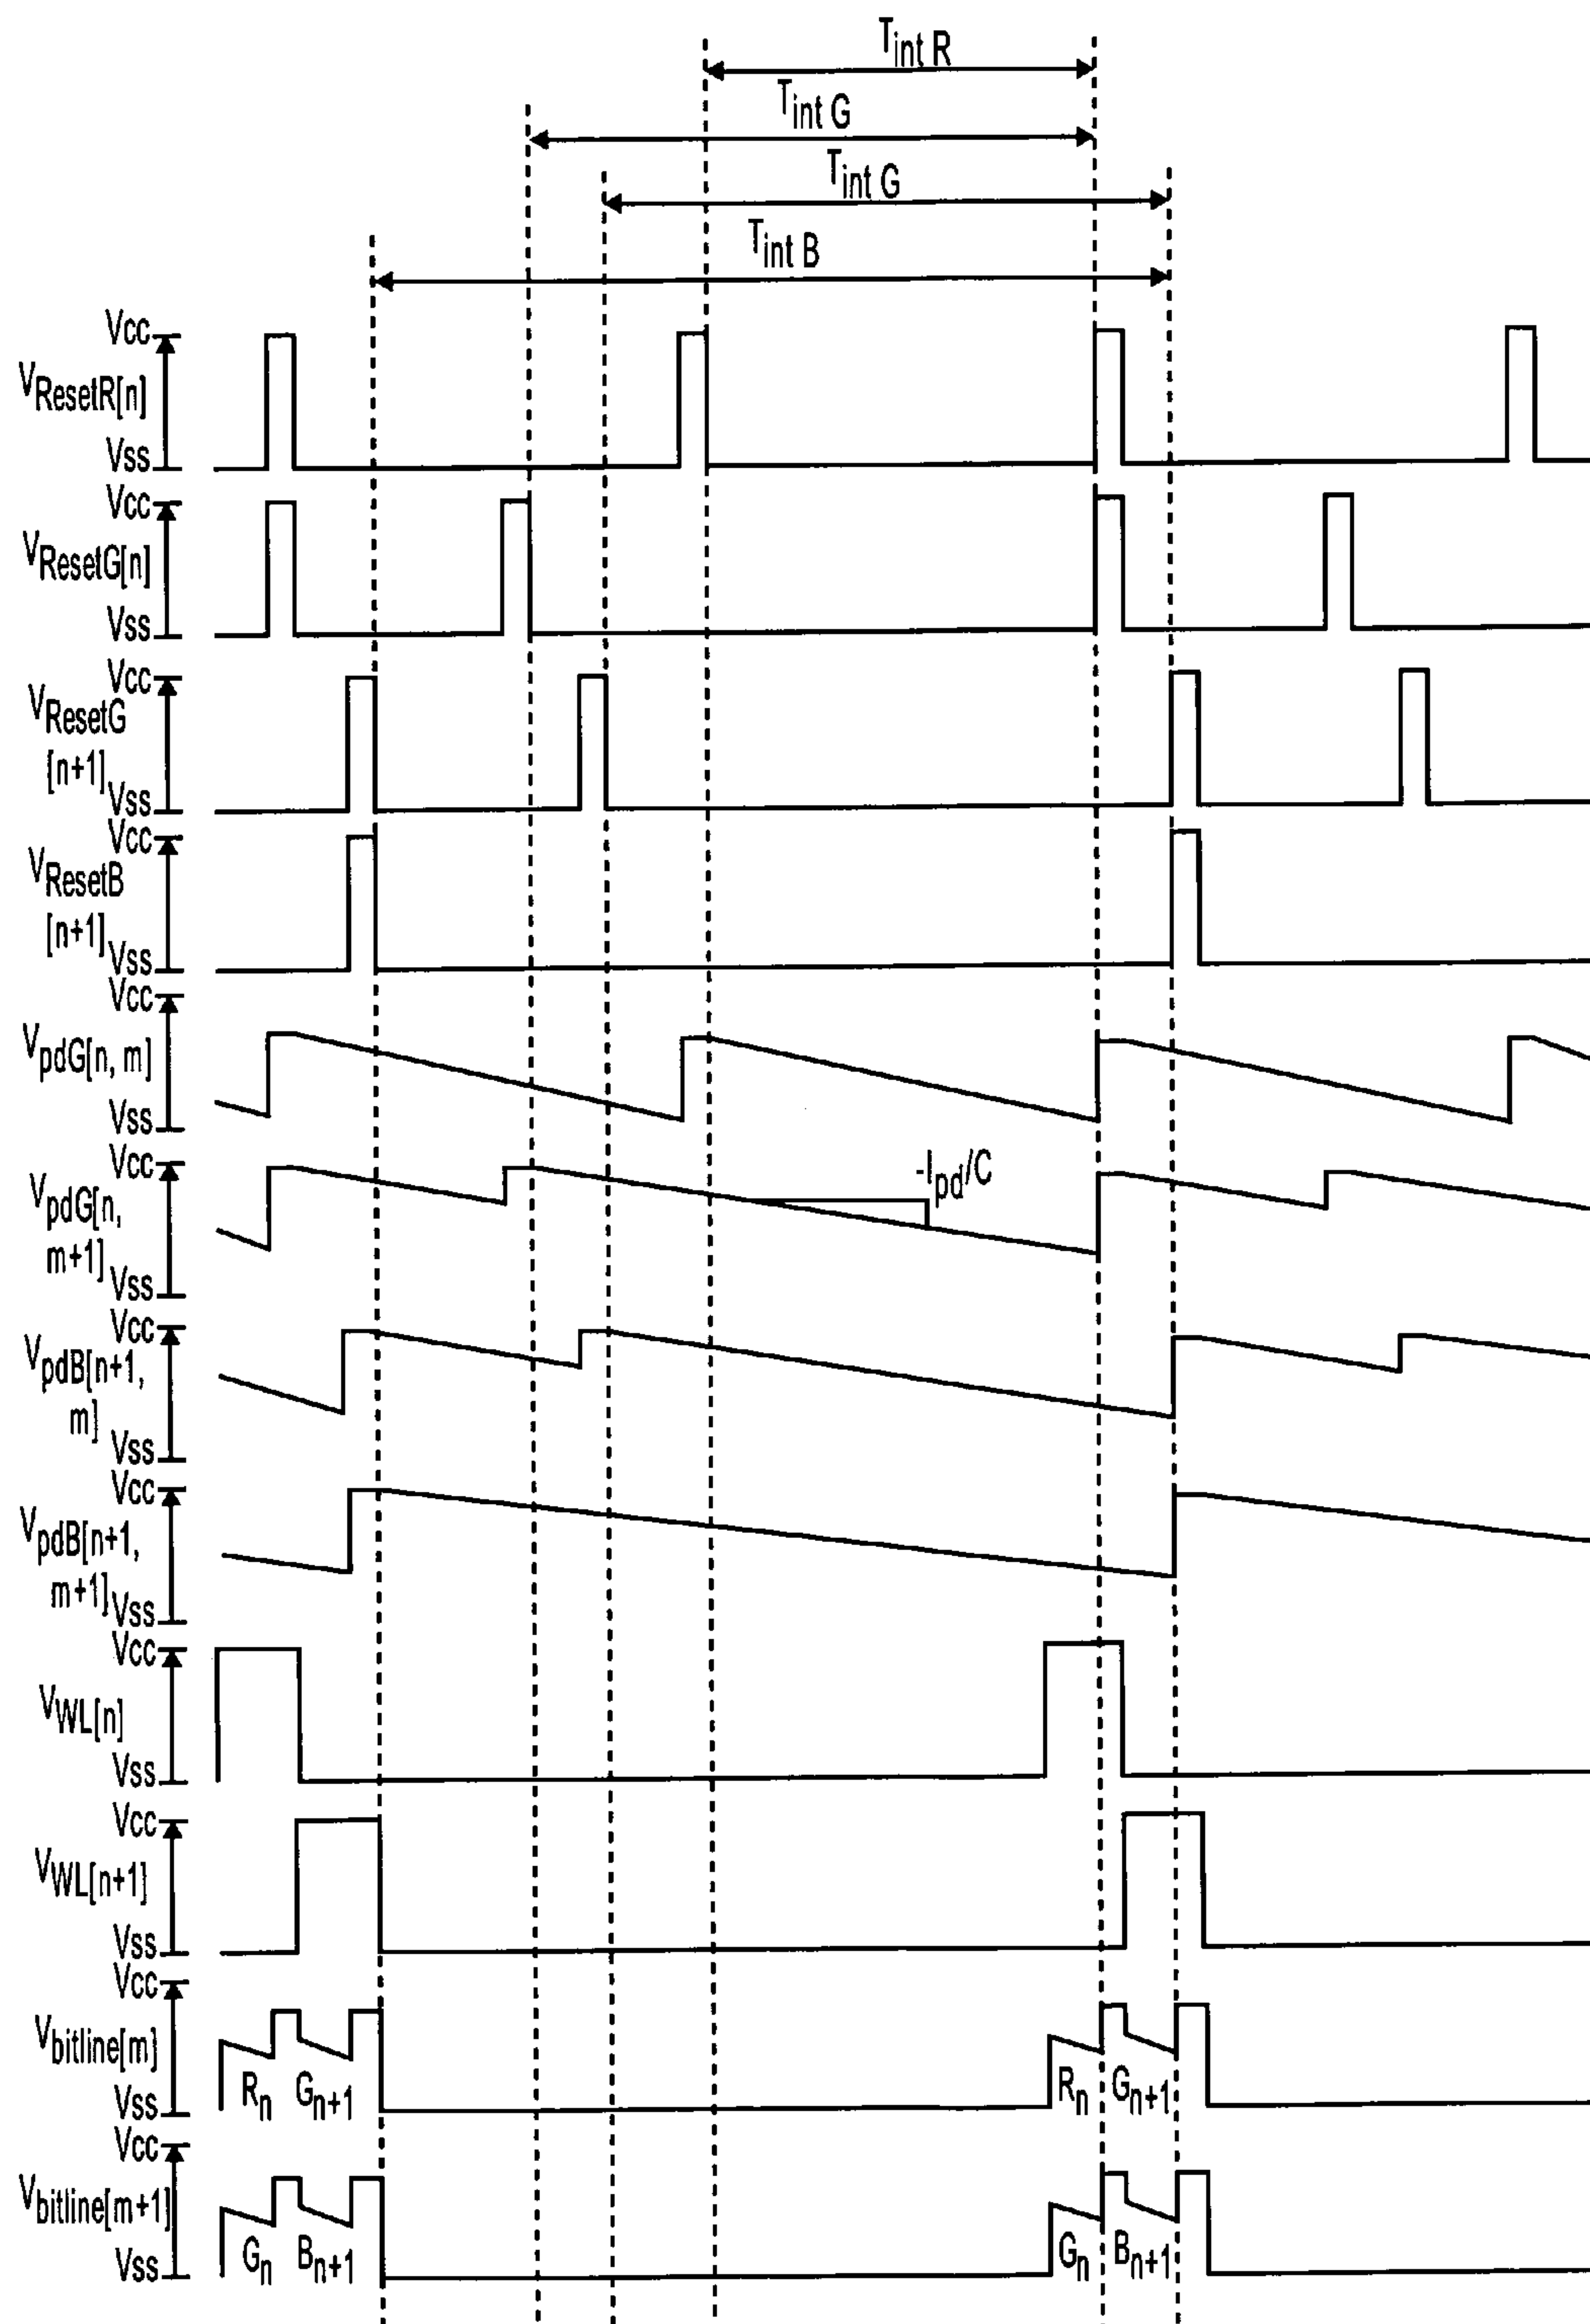 Tint R
Tint G
Tint G
Tint B
Vcc
VResetR[n]
Vss
Vcc
VResetG[n]
Vss
Vcc
VResetG
[n+1]
Vss
Vcc
VResetB
[n+1]
Vss
Vcc
VpdG[n, m]
Vss
Vcc
VpdG[n,
m+1]
Vss
-Ipd/C
Vcc
VpdB[n+1,
m]
Vss
Vcc
VpdB[n+1,
m+1]
Vss
Vcc
VWL[n]
Vss
Vcc
VWL[n+1]
Vss
Vcc
Vbitline[m]
Vss
Rn Gn+1 Rn Gn+1
Vcc
Vbitline[m+1]
Vss
Gn Bn+1 Gn Bn+1